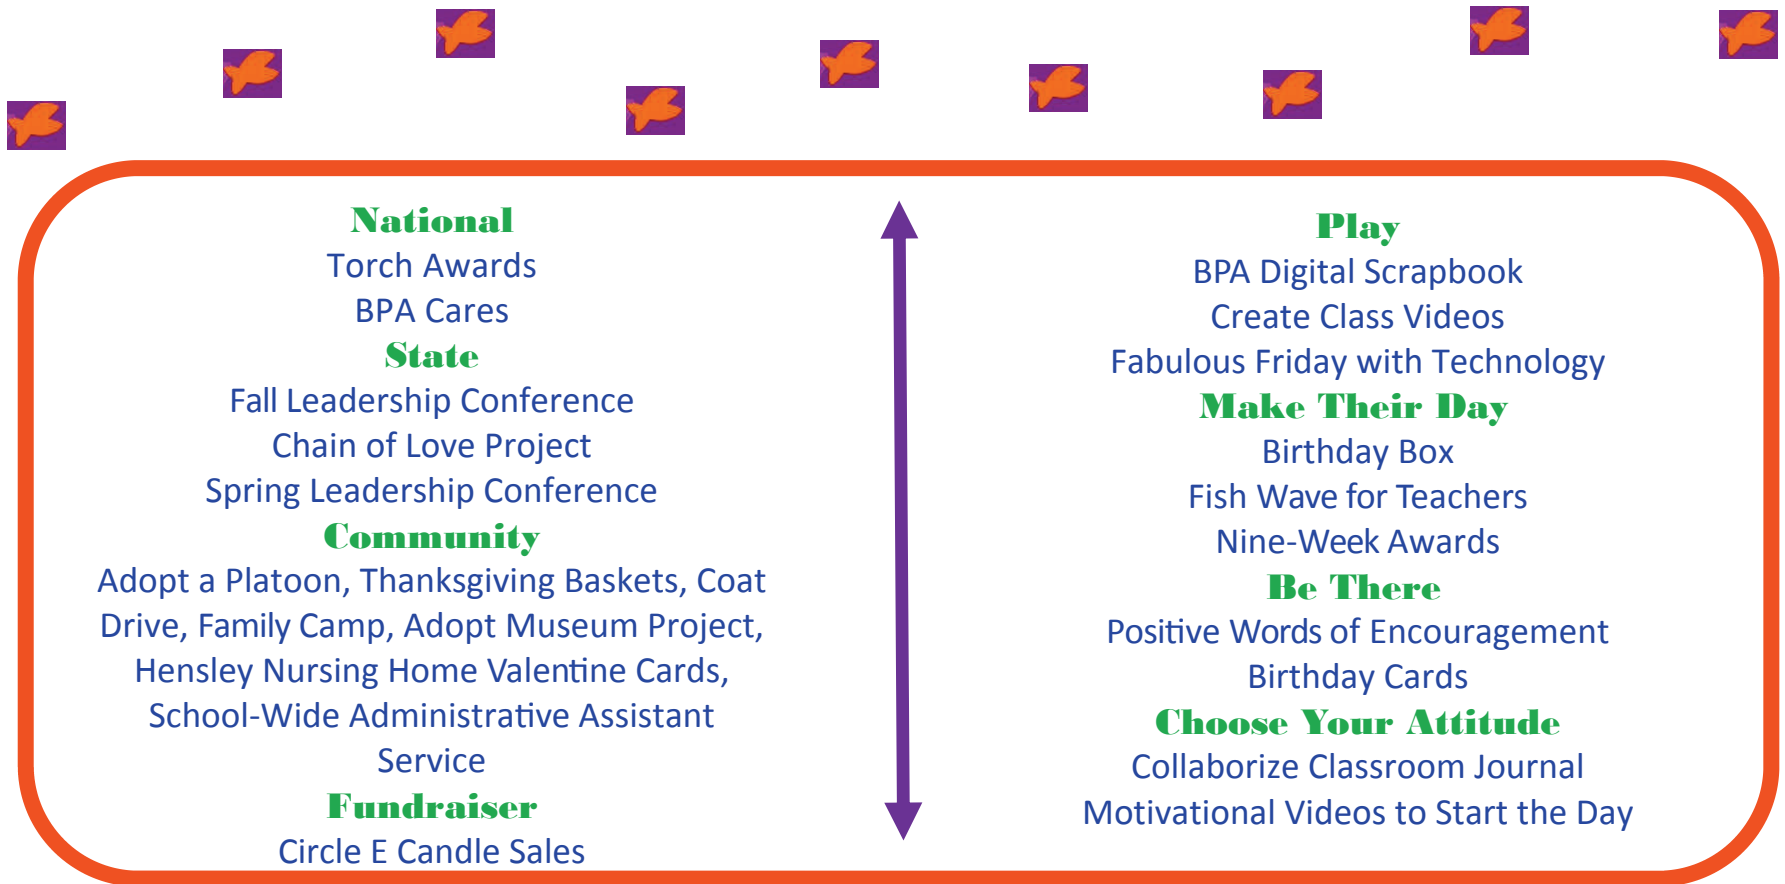 National
Torch Awards
BPA Cares
State
Fall Leadership Conference
Chain of Love Project
Spring Leadership Conference
Community
Adopt a Platoon, Thanksgiving Baskets, Coat
Drive, Family Camp, Adopt Museum Project,
Hensley Nursing Home Valentine Cards,
School-Wide Administrative Assistant
Service
Fundraiser
Circle E Candle Sales
Play
BPA Digital Scrapbook
Create Class Videos
Fabulous Friday with Technology
Make Their Day
Birthday Box
Fish Wave for Teachers
Nine-Week Awards
Be There
Positive Words of Encouragement
Birthday Cards
Choose Your Attitude
Collaborize Classroom Journal
Motivational Videos to Start the Day